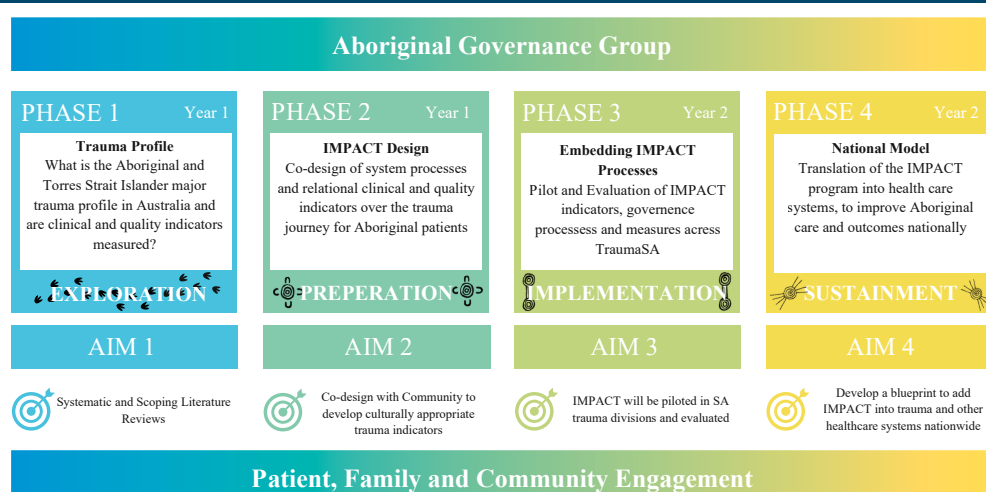 Aboriginal Governance Group
PHASE 1 Year 1
Trauma Profile
What is the Aboriginal and
Torres Strait Islander major
trauma profile in Australia and
are clinical and quality indicators
measured?
EXPLORATION
PHASE 2 Year 1
IMPACT Design
Co-design of system processes
and relational clinical and quality
indicators over the trauma
journey for Aboriginal patients
PREPERATION
PHASE 3 Year 2
Embedding IMPACT
Processes
Pilot and Evaluation of IMPACT
indicators, governence
processess and measures acress
TraumaSA
IMPLEMENTATION
PHASE 4 Year 2
National Model
Translation of the IMPACT
program into health care
systems, to improve Aboriginal
care and outcomes nationally
SUSTAINMENT
AIM 1
Systematic and Scoping Literature
Reviews
AIM 2
Co-design with Community to
develop culturally appropriate
trauma indicators
AIM 3
IMPACT will be piloted in SA
trauma divisions and evaluated
AIM 4
Develop a blueprint to add
IMPACT into trauma and other
healthcare systems nationwide
Patient, Family and Community Engagement